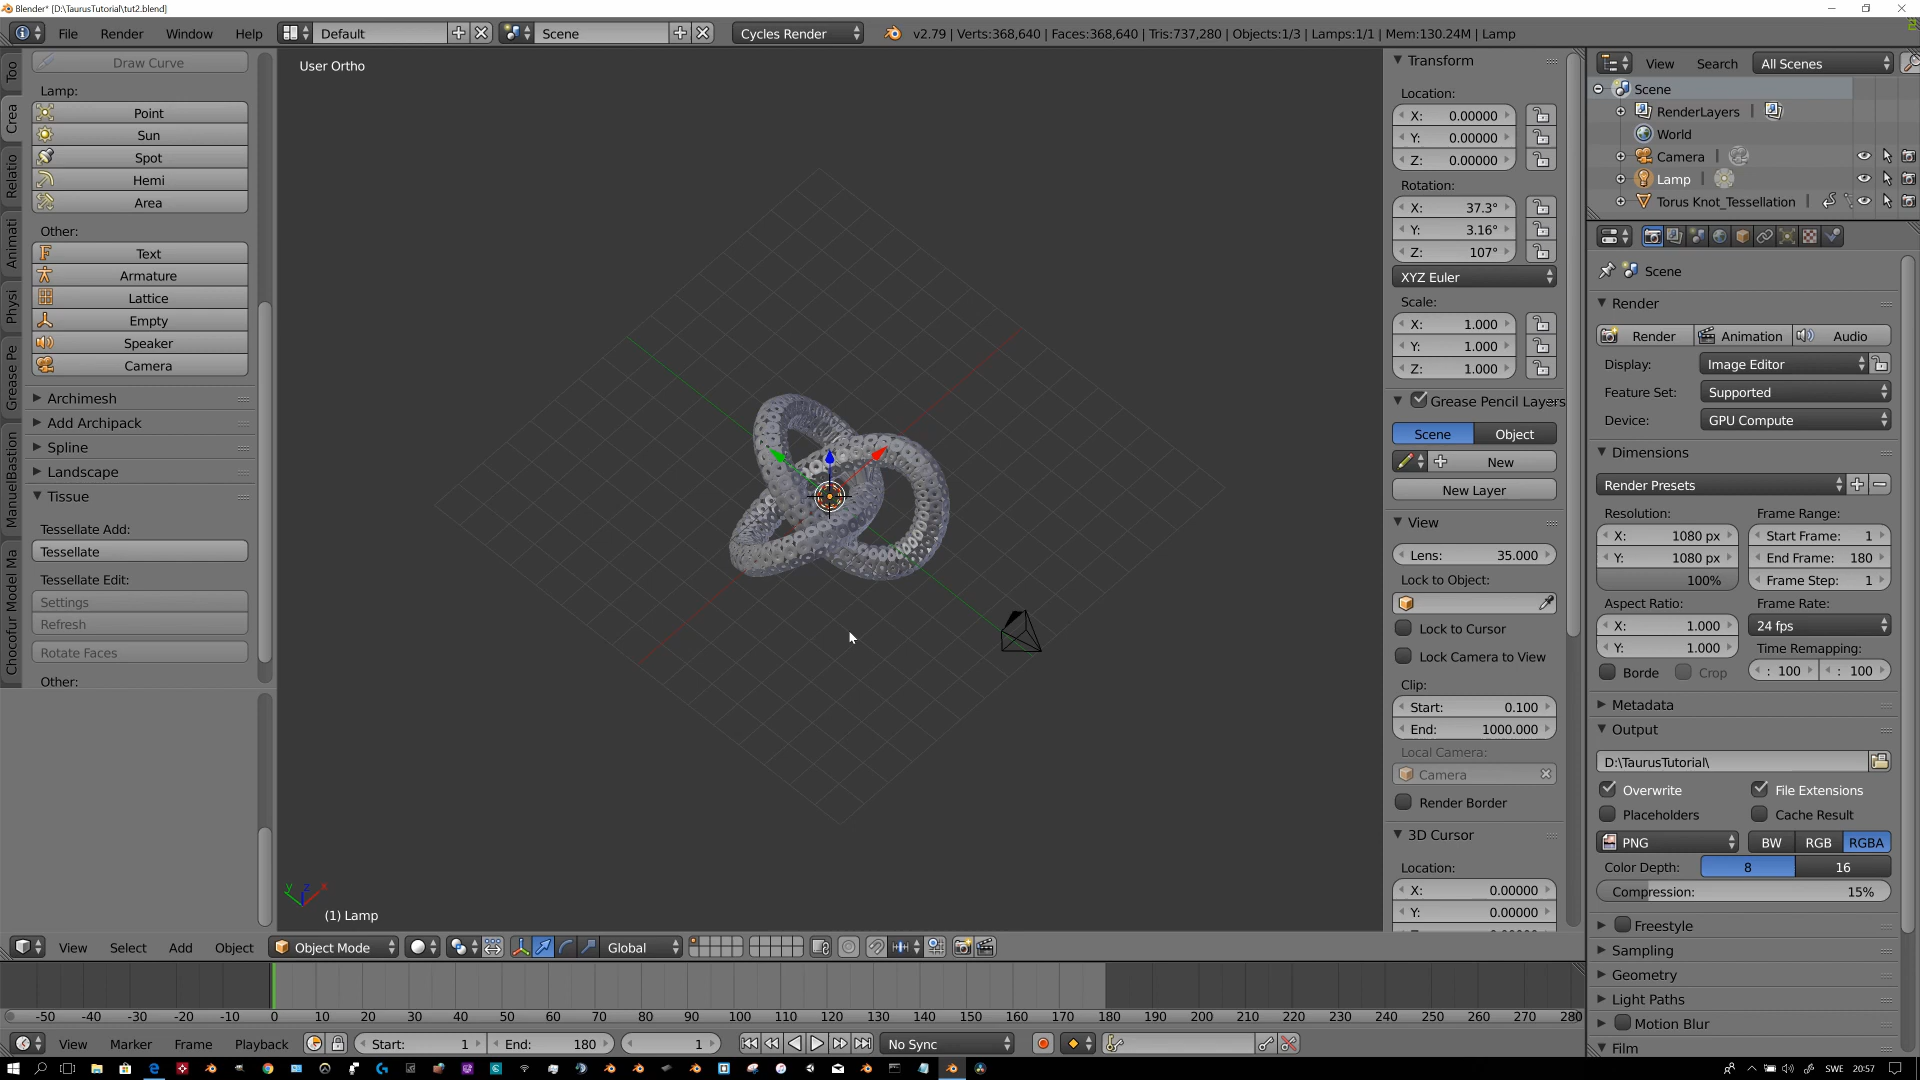 Blender* [D:\TaurusTutorial\tut2.blend]
File Render Window Help Default Scene Cycles Render v2.79 | Verts:368,640 | Faces:368,640 | Tris:737,280 | Objects:1/3 | Lamps:1/1 | Mem:130.24M | Lamp
Too
Crea
Relatio
Animati
Physi
Grease Pe
ManuelBastion
Chocofur Model Ma
Draw Curve
Lamp:
Point
Sun
Spot
Hemi
Area
Other:
Text
Armature
Lattice
Empty
Speaker
Camera
Archimesh
Add Archipack
Spline
Landscape
Tissue
Tessellate Add:
Tessellate
Tessellate Edit:
Settings
Refresh
Rotate Faces
Other:
User Ortho
(1) Lamp
Transform
Location:
X: 0.00000
Y: 0.00000
Z: 0.00000
Rotation:
X: 37.3°
Y: 3.16°
Z: 107°
XYZ Euler
Scale:
X: 1.000
Y: 1.000
Z: 1.000
Grease Pencil Layers
Scene Object
New
New Layer
View
Lens: 35.000
Lock to Object:
Lock to Cursor
Lock Camera to View
Clip:
Start: 0.100
End: 1000.000
Local Camera:
Camera
Render Border
3D Cursor
Location:
X: 0.00000
Y: 0.00000
View Search All Scenes
Scene
RenderLayers |
World
Camera |
Lamp |
Torus Knot_Tessellation |
Scene
Render
Render Animation Audio
Display: Image Editor
Feature Set: Supported
Device: GPU Compute
Dimensions
Render Presets
Resolution: Frame Range:
X: 1080 px Start Frame: 1
Y: 1080 px End Frame: 180
100% Frame Step: 1
Aspect Ratio: Frame Rate:
X: 1.000 24 fps
Y: 1.000 Time Remapping:
Borde Crop : 100 : 100
Metadata
Output
D:\TaurusTutorial\
Overwrite File Extensions
Placeholders Cache Result
PNG BW RGB RGBA
Color Depth: 8 16
Compression: 15%
Freestyle
Sampling
Geometry
Light Paths
Motion Blur
Film
View Select Add Object Object Mode Global
-50 -40 -30 -20 -10 0 10 20 30 40 50 60 70 80 90 100 110 120 130 140 150 160 170 180 190 200 210 220 230 240 250 260 270 280
View Marker Frame Playback Start: 1 End: 180 1 No Sync
SWE 20:57